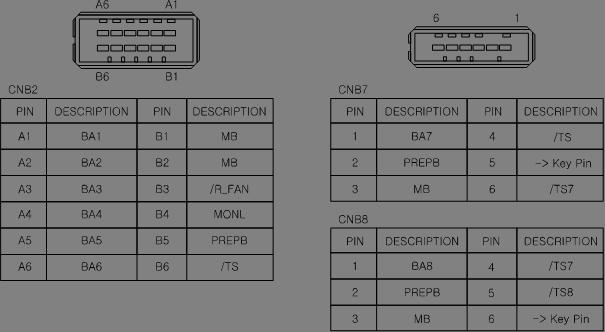 A6 A1
B6 B1
CNB2
PIN DESCRIPTION PIN DESCRIPTION
A1 BA1 B1 MB
A2 BA2 B2 MB
A3 BA3 B3 /R_FAN
A4 BA4 B4 MONL
A5 BA5 B5 PREPB
A6 BA6 B6 /TS
6 1
CNB7
PIN DESCRIPTION PIN DESCRIPTION
1 BA7 4 /TS
2 PREPB 5 -> Key Pin
3 MB 6 /TS7
CNB8
PIN DESCRIPTION PIN DESCRIPTION
1 BA8 4 /TS7
2 PREPB 5 /TS8
3 MB 6 -> Key Pin